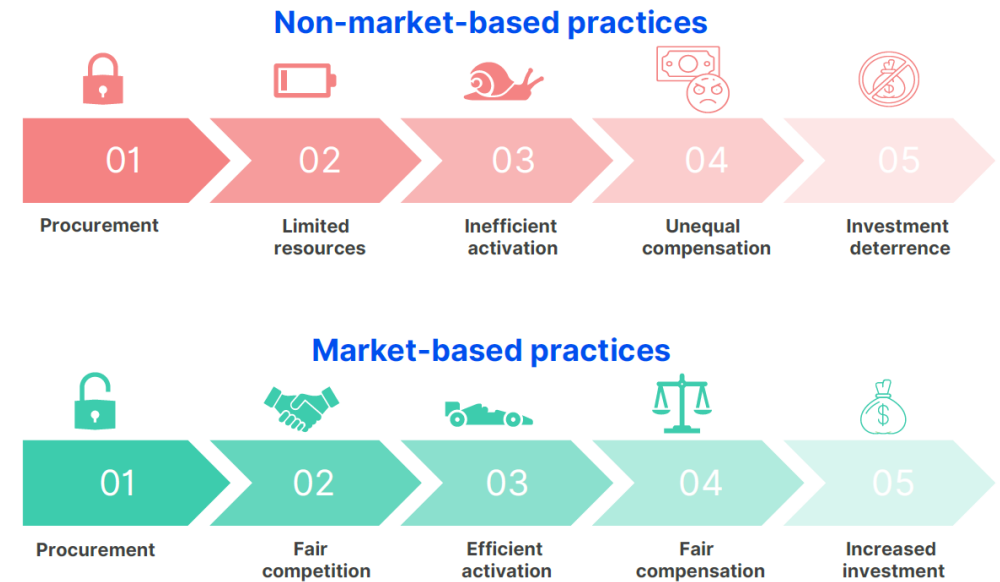 Non-market-based practices
01
02
03
04
05
Procurement
Limited
resources
Inefficient
activation
Unequal
compensation
Investment
deterrence
Market-based practices
$
01
02
03
04
05
Procurement
Fair
competition
Efficient
activation
Fair
compensation
Increased
investment